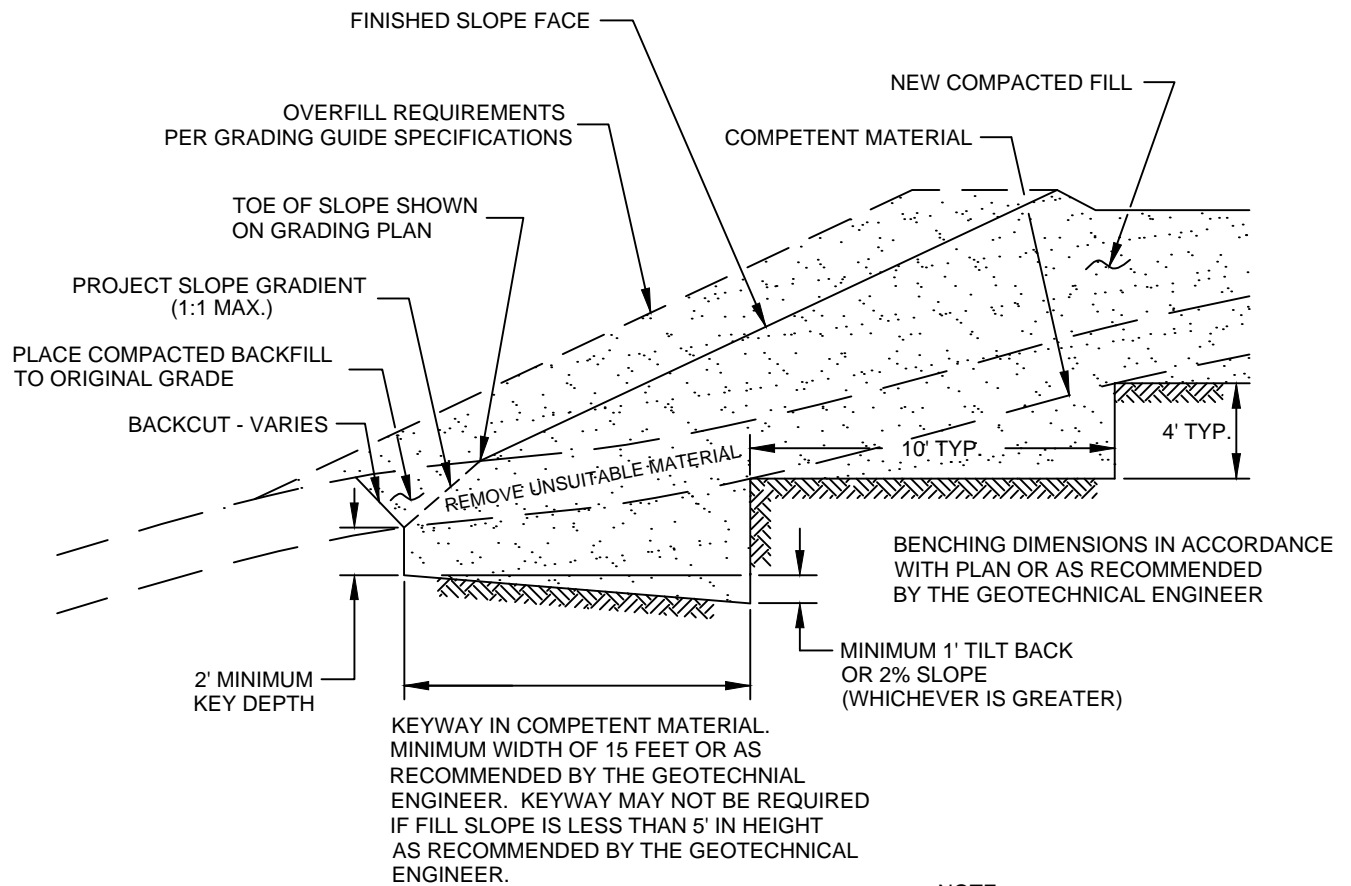 FINISHED SLOPE FACE
NEW COMPACTED FILL
OVERFILL REQUIREMENTS
PER GRADING GUIDE SPECIFICATIONS
COMPETENT MATERIAL
TOE OF SLOPE SHOWN
ON GRADING PLAN
PROJECT SLOPE GRADIENT
(1:1 MAX.)
PLACE COMPACTED BACKFILL
TO ORIGINAL GRADE
BACKCUT - VARIES
10' TYP.
4' TYP.
REMOVE UNSUITABLE MATERIAL
BENCHING DIMENSIONS IN ACCORDANCE
WITH PLAN OR AS RECOMMENDED
BY THE GEOTECHNICAL ENGINEER
2' MINIMUM
KEY DEPTH
MINIMUM 1' TILT BACK
OR 2% SLOPE
(WHICHEVER IS GREATER)
KEYWAY IN COMPETENT MATERIAL.
MINIMUM WIDTH OF 15 FEET OR AS
RECOMMENDED BY THE GEOTECHNIAL
ENGINEER.  KEYWAY MAY NOT BE REQUIRED
IF FILL SLOPE IS LESS THAN 5' IN HEIGHT
AS RECOMMENDED BY THE GEOTECHNICAL
ENGINEER.